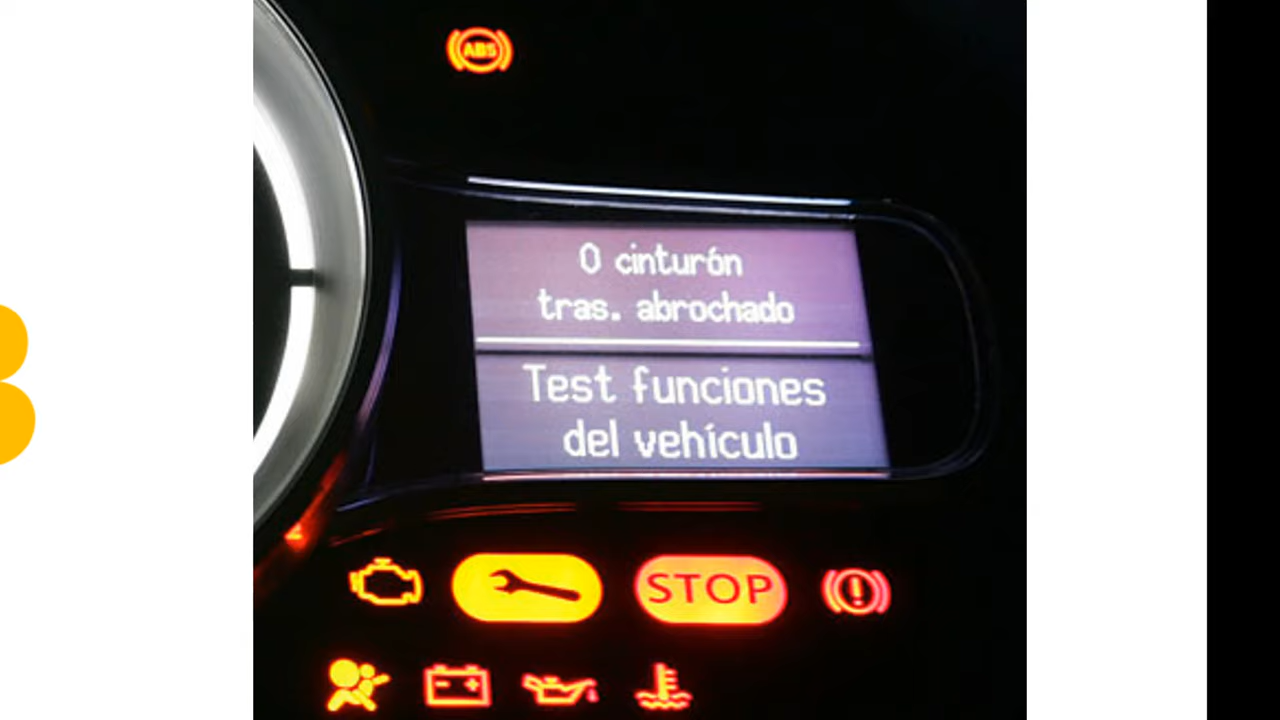 ABS
0 cinturón
tras. abrochado
Test funciones
del vehículo
STOP